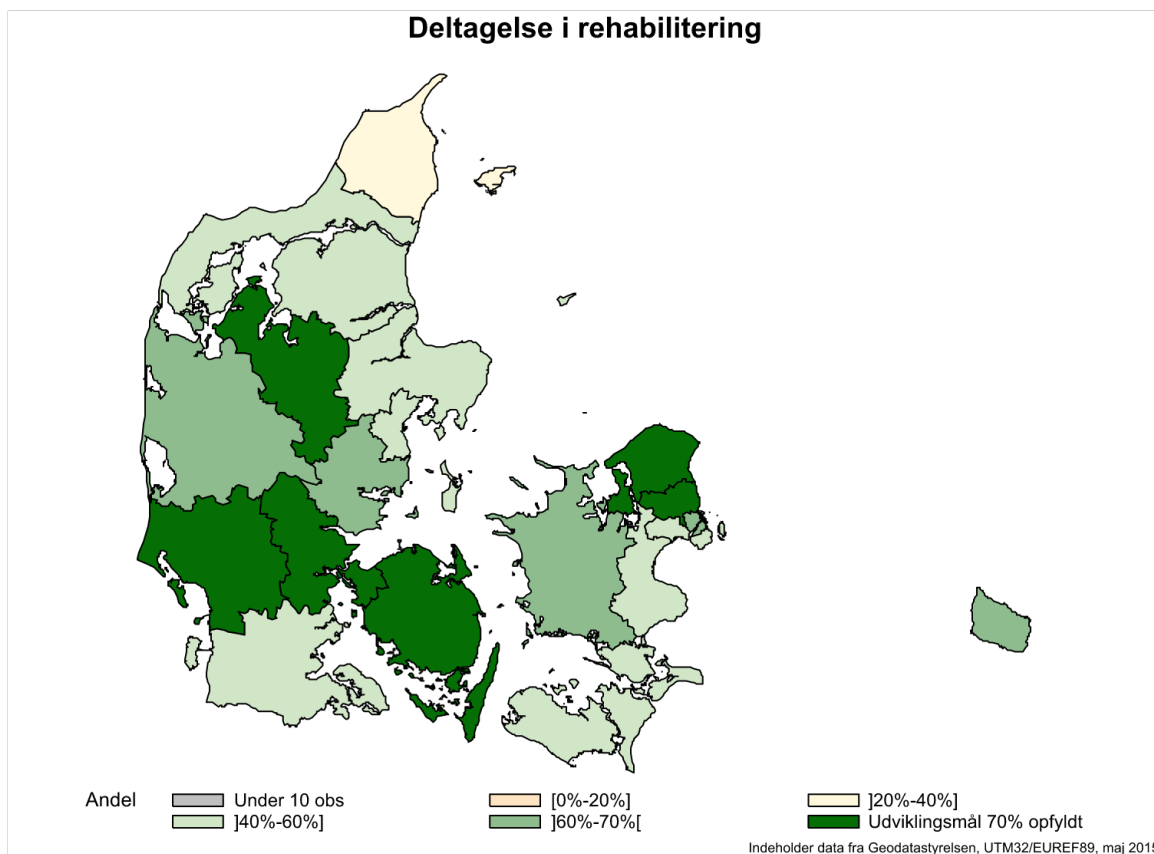 Deltagelse i rehabilitering
Andel
Under 10 obs
[0%-20%]
]20%-40%]
]40%-60%]
]60%-70%[
Udviklingsmål 70% opfyldt
Indeholder data fra Geodatastyrelsen, UTM32/EUREF89, maj 2015